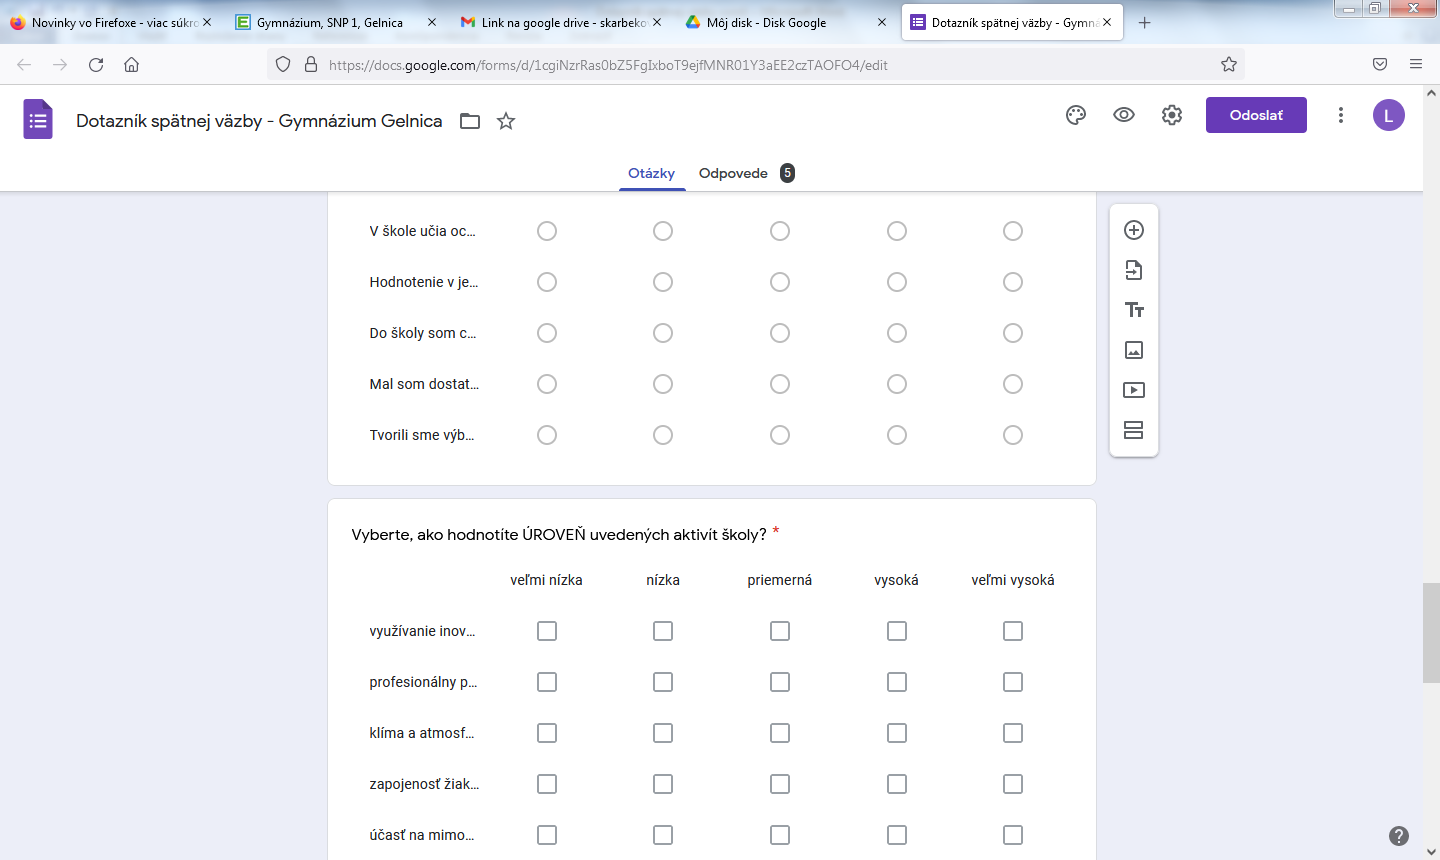 Novinky vo Firefoxe - viac súkro
Gymnázium, SNP 1, Gelnica
Link na google drive - skarbeko
Môj disk - Disk Google
Dotazník spätnej väzby - Gymna
https://docs.google.com/forms/d/1cgiNzrRas0bZ5FgIxboT9ejfMNR01Y3aEE2czTAOFO4/edit
Dotazník spätnej väzby - Gymnázium Gelnica
Odoslať
L
Otázky
Odpovede 5
V škole učia oc...
Hodnotenie v je...
Do školy som c...
Mal som dostat...
Tvorili sme výb...
Vyberte, ako hodnotíte ÚROVEŇ uvedených aktivít školy? *
veľmi nízka nízka priemerná vysoká veľmi vysoká
využívanie inov...
profesionálny p...
klíma a atmosf...
zapojenosť žiak...
účasť na mimo...